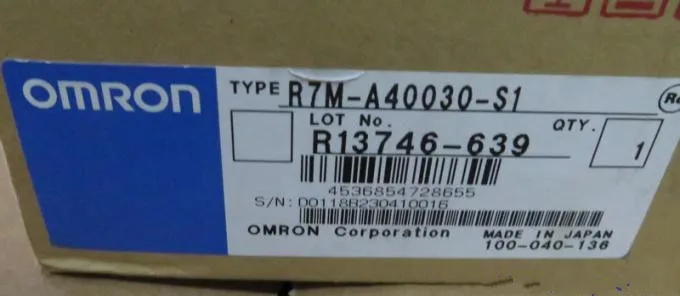 OMRON
TYPE R7M-A40030-S1
LOT No.
R13746-639
QTY.
1
4536854728655
S/N: D0118B230410016
OMRON Corporation
MADE IN JAPAN
100-040-136